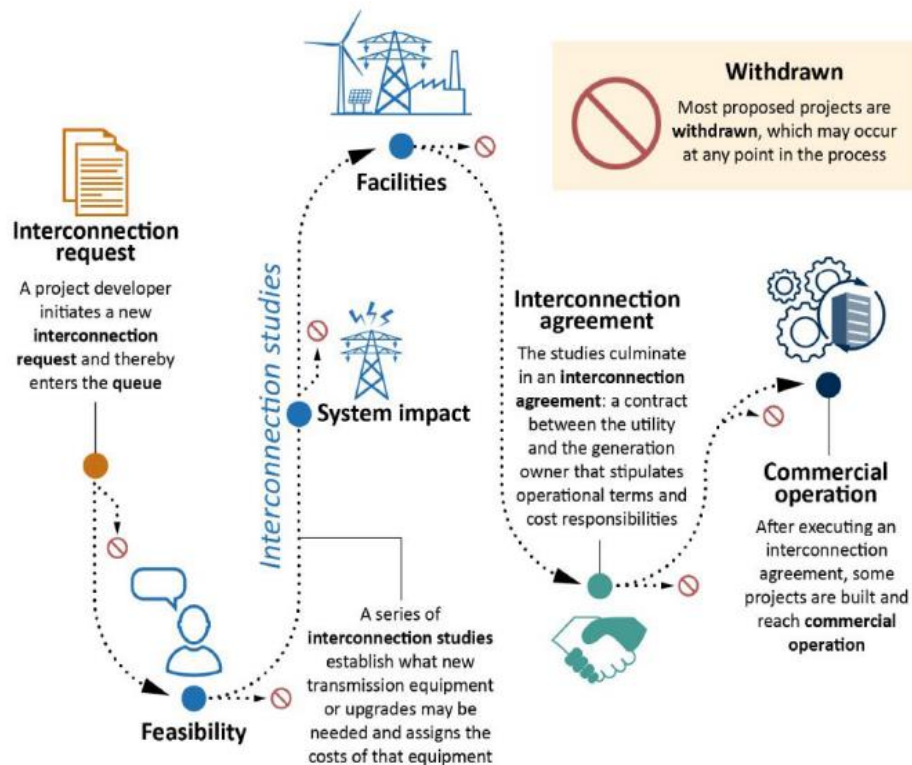 Withdrawn
Most proposed projects are
withdrawn, which may occur
at any point in the process
Interconnection
request
A project developer
initiates a new
interconnection
request and thereby
enters the queue
Facilities
Interconnection studies
System impact
Feasibility
A series of
interconnection studies
establish what new
transmission equipment
or upgrades may be
needed and assigns the
costs of that equipment
Interconnection
agreement
The studies culminate
in an interconnection
agreement: a contract
between the utility
and the generation
owner that stipulates
operational terms and
cost responsibilities
Commercial
operation
After executing an
interconnection
agreement, some
projects are built and
reach commercial
operation